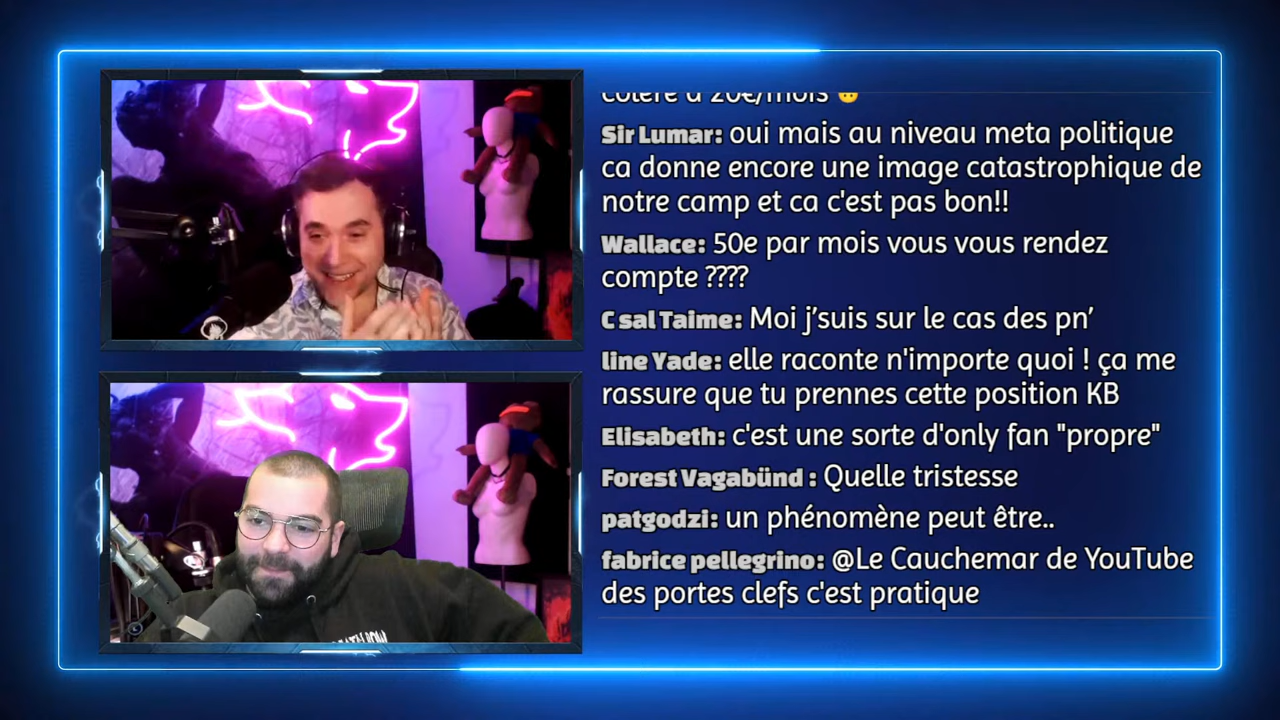 colère à 20€/mois
Sir Lumar: oui mais au niveau meta politique
ca donne encore une image catastrophique de
notre camp et ca c'est pas bon!!
Wallace: 50e par mois vous vous rendez
compte ????
C sal Taime: Moi j’suis sur le cas des pn’
line Yade: elle raconte n'importe quoi ! ça me
rassure que tu prennes cette position KB
Elisabeth: c'est une sorte d'only fan "propre"
Forest Vagabünd : Quelle tristesse
patgodzi: un phénomène peut être..
fabrice pellegrino: @Le Cauchemar de YouTube
des portes clefs c'est pratique